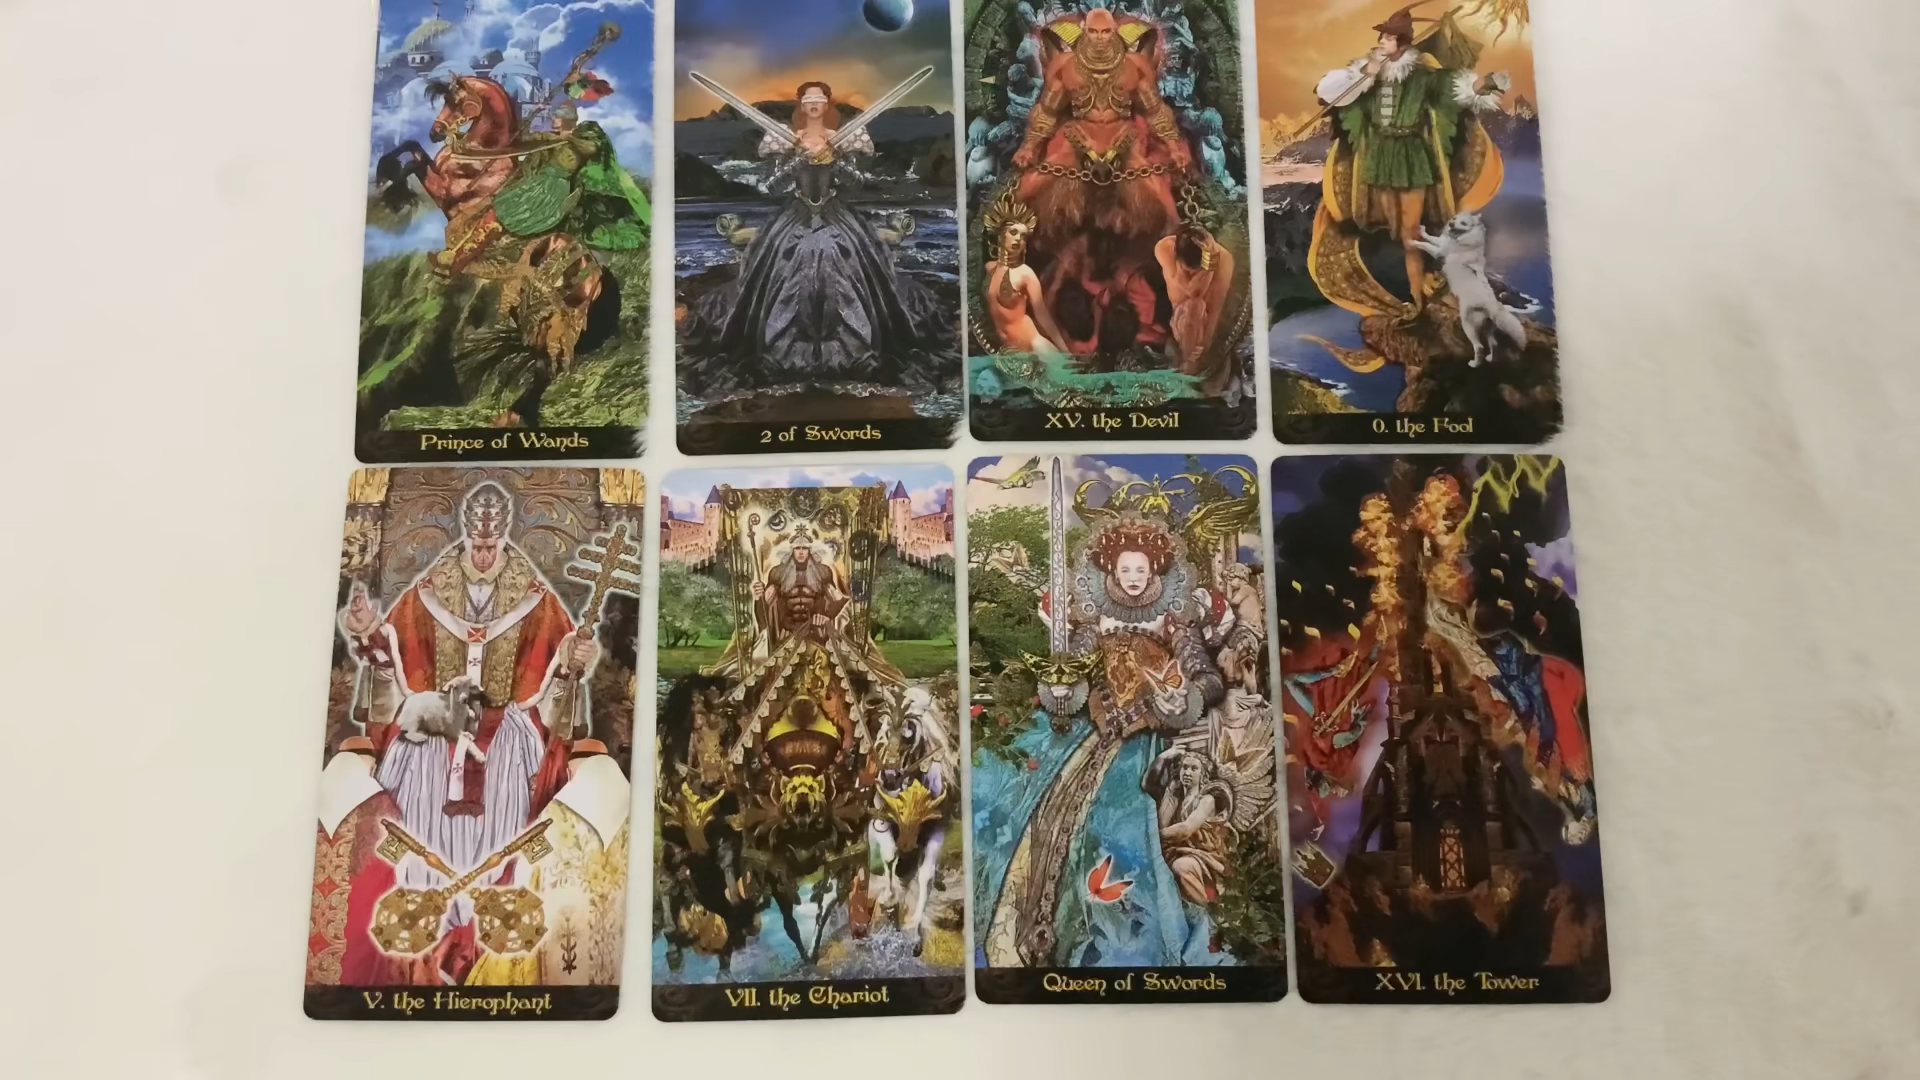 Prince of Wands
2 of Swords
XV. the Devil
0. the Fool
V. the Hierophant
VII. the Chariot
Queen of Swords
XVI. the Tower